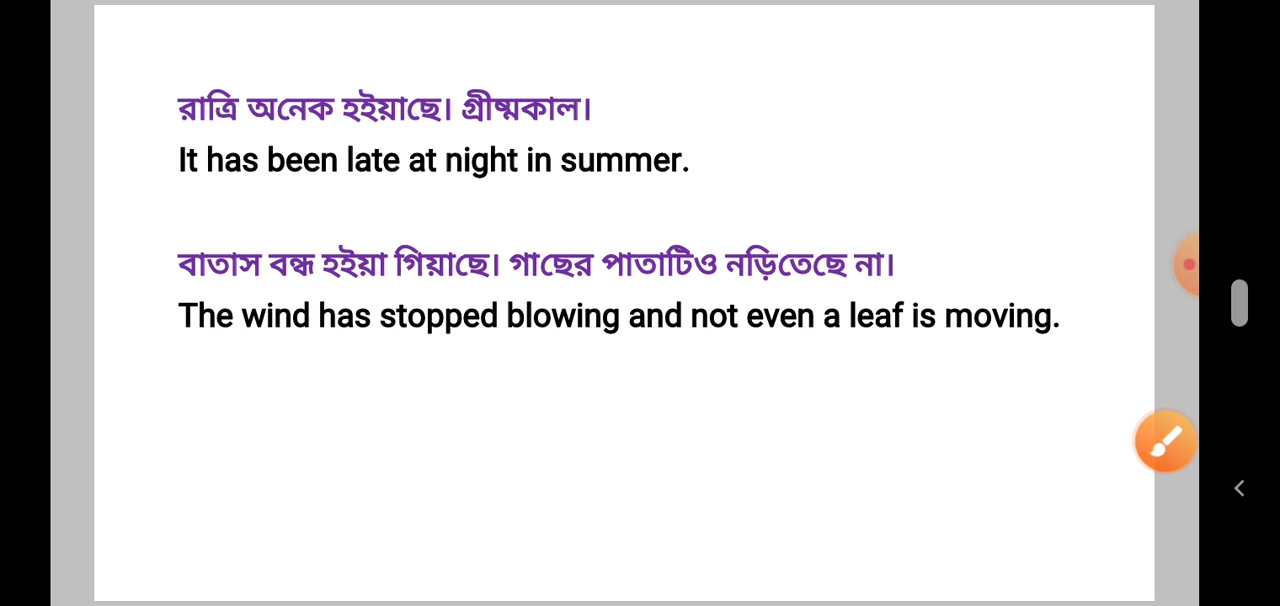 রাত্রি অনেক হইয়াছে। গ্রীষ্মকাল।
It has been late at night in summer.
বাতাস বন্ধ হইয়া গিয়াছে। গাছের পাতাটিও নড়িতেছে না।
The wind has stopped blowing and not even a leaf is moving.